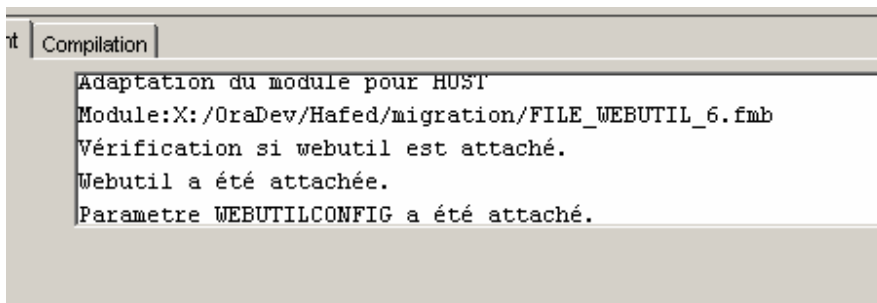 nt Compilation
Adaptation du module pour HOST
Module:X:/OraDev/Hafed/migration/FILE_WEBUTIL_6.fmb
Vérification si webutil est attaché.
Webutil a été attachée.
Parametre WEBUTILCONFIG a été attaché.